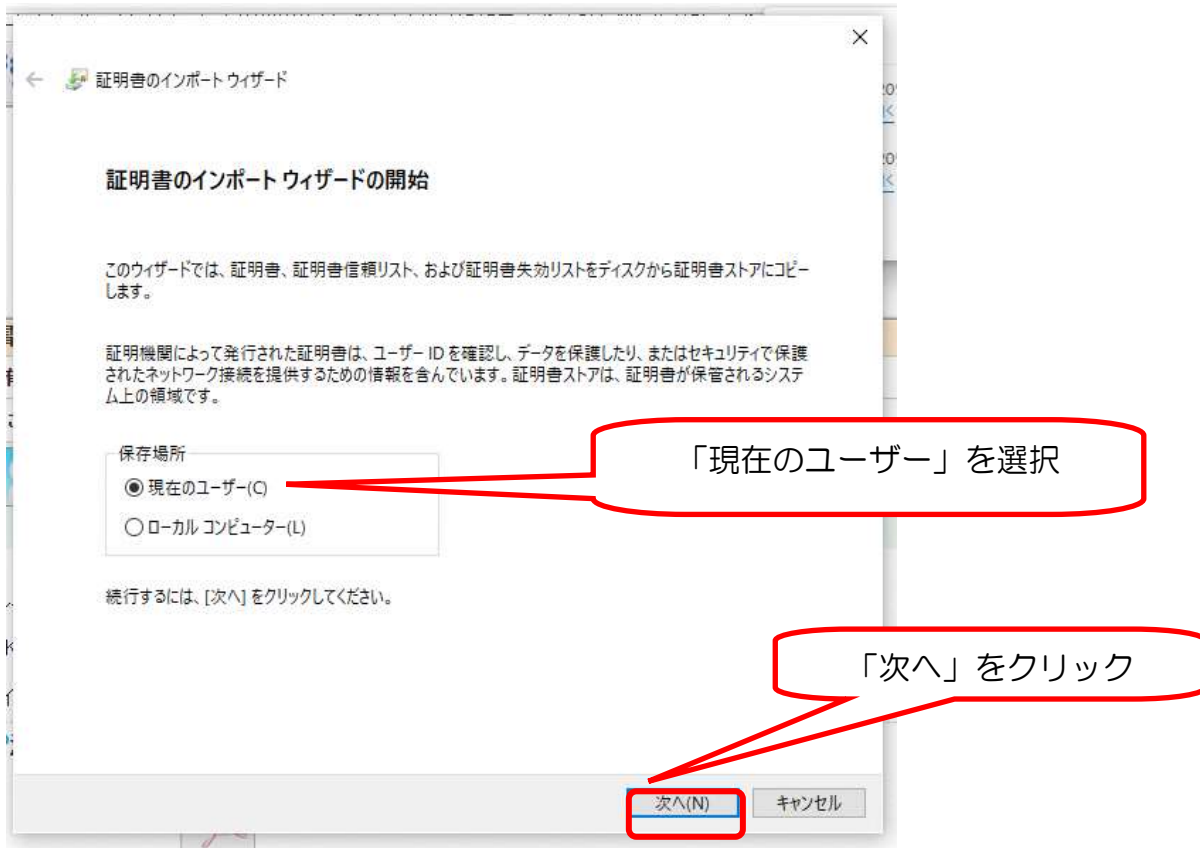 証明書のインポート ウィザード
証明書のインポート ウィザードの開始
このウィザードでは、証明書、証明書信頼リスト、および証明書失効リストをディスクから証明書ストアにコピー
します。
証明機関によって発行された証明書は、ユーザー ID を確認し、データを保護したり、またはセキュリティで保護
されたネットワーク接続を提供するための情報を含んでいます。証明書ストアは、証明書が保管されるシステ
ム上の領域です。
保存場所
現在のユーザー(C)
「現在のユーザー」を選択
ローカル コンピューター(L)
続行するには、[次へ] をクリックしてください。
「次へ」をクリック
次へ(N)
キャンセル